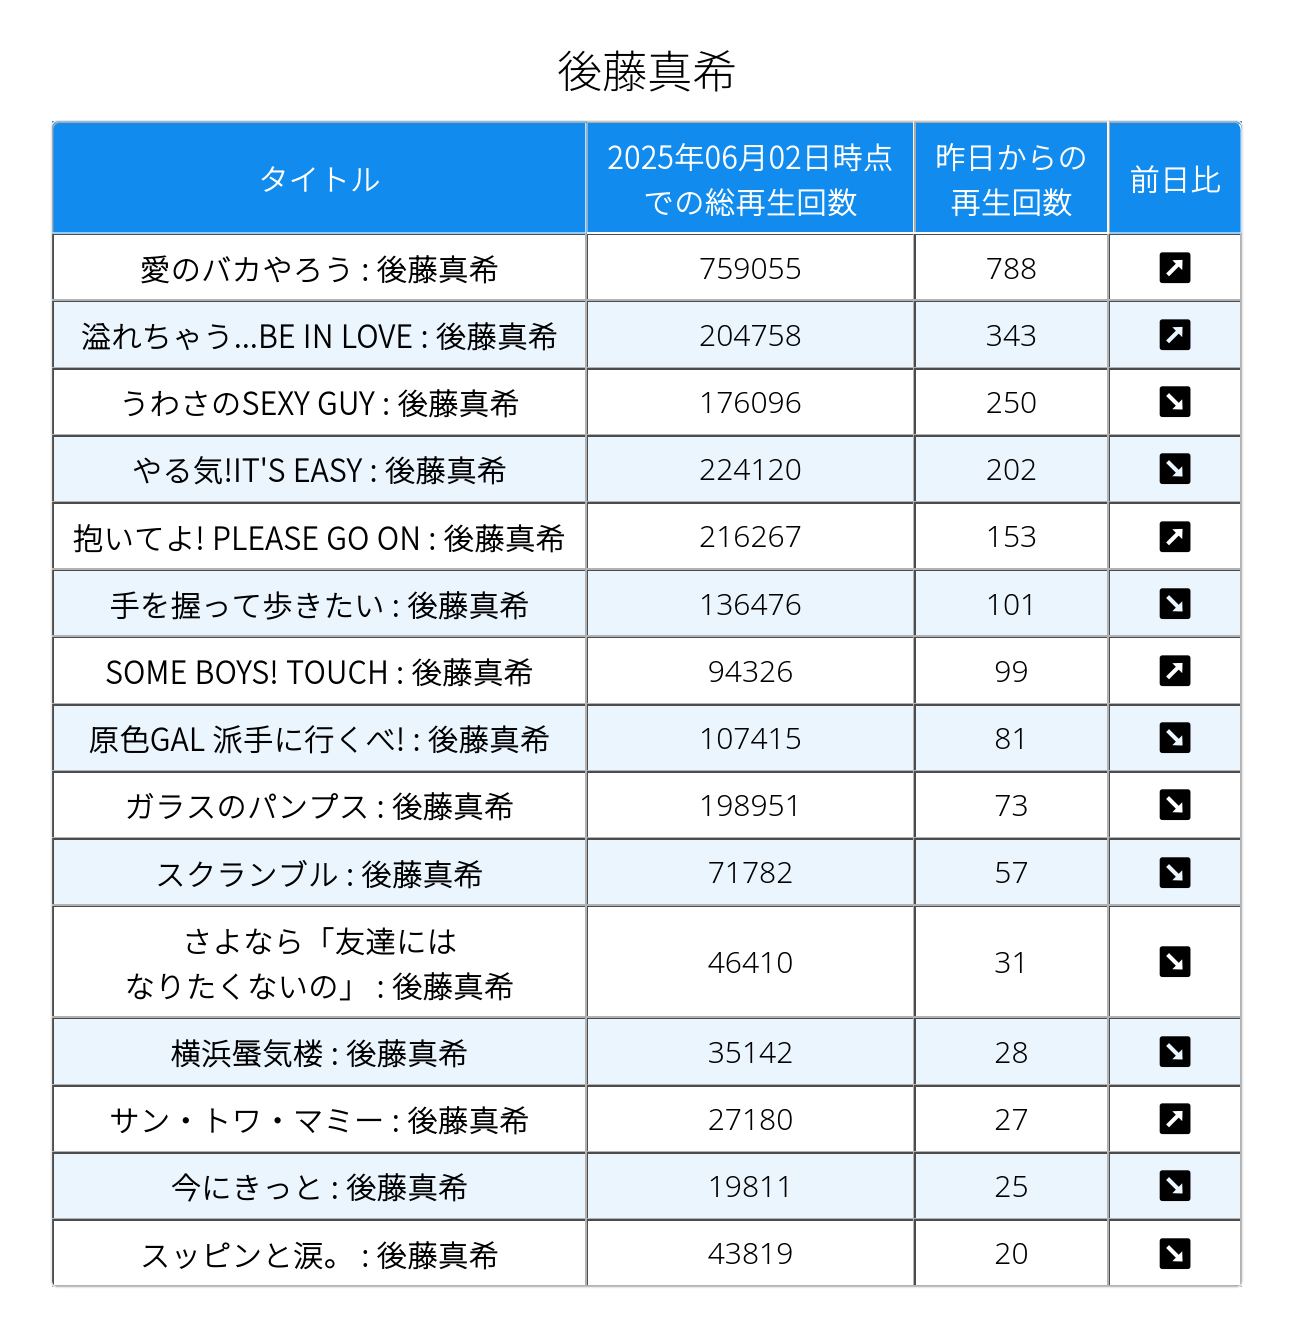 後藤真希
タイトル
2025年06月02日時点
での総再生回数
昨日からの
再生回数
前日比
愛のバカやろう : 後藤真希 759055 788
溢れちゃう...BE IN LOVE : 後藤真希 204758 343
うわさのSEXY GUY : 後藤真希 176096 250
やる気!IT'S EASY : 後藤真希 224120 202
抱いてよ! PLEASE GO ON : 後藤真希 216267 153
手を握って歩きたい : 後藤真希 136476 101
SOME BOYS! TOUCH : 後藤真希 94326 99
原色GAL 派手に行くべ! : 後藤真希 107415 81
ガラスのパンプス : 後藤真希 198951 73
スクランブル : 後藤真希 71782 57
さよなら「友達には
なりたくないの」 : 後藤真希 46410 31
横浜蜃気楼 : 後藤真希 35142 28
サン・トワ・マミー : 後藤真希 27180 27
今にきっと : 後藤真希 19811 25
スッピンと涙。 : 後藤真希 43819 20